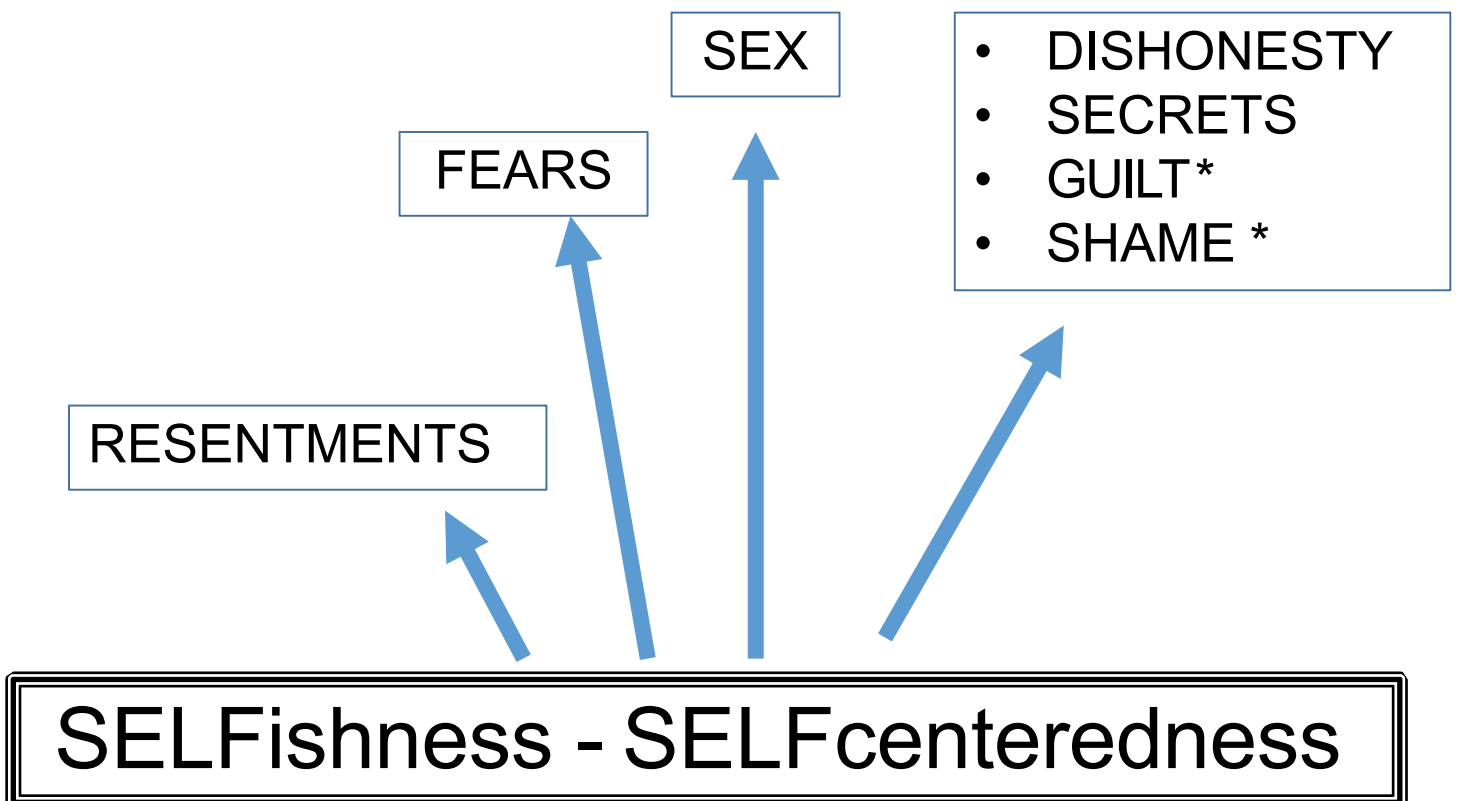 SEX
• DISHONESTY
• SECRETS
• GUILT*
• SHAME *
FEARS
RESENTMENTS
SELFishness - SELFcenteredness